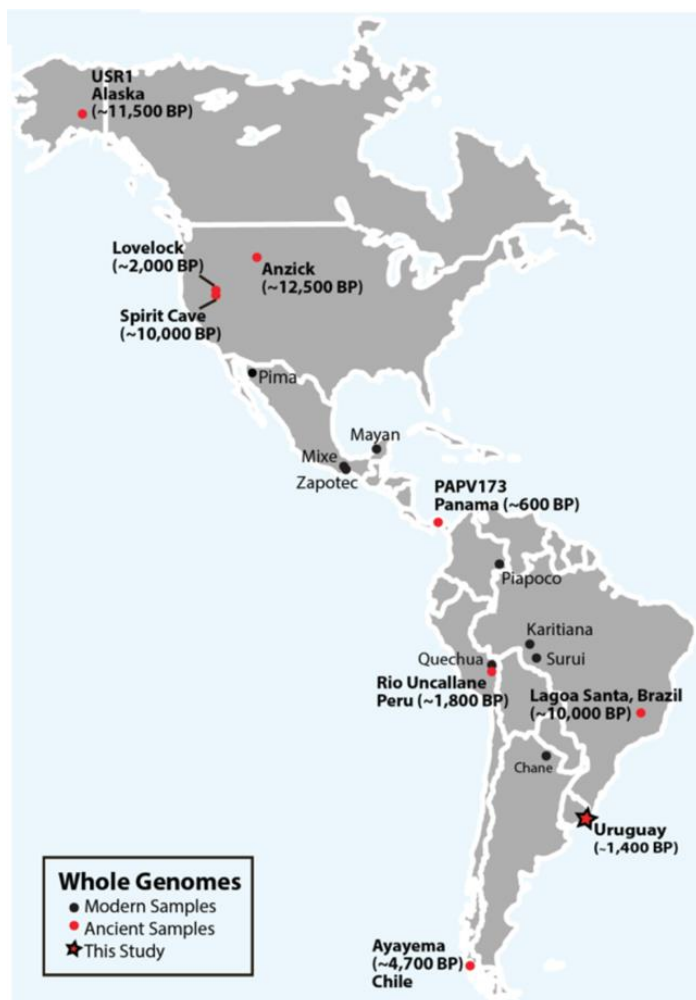 USR1
Alaska
(~11,500 BP)
Lovelock
(~2,000 BP)
Anzick
(~12,500 BP)
Spirit Cave
(~10,000 BP)
Pima
Mayan
Mixe
Zapotec
PAPV173
Panama (~600 BP)
Piapoco
Karitiana
Surui
Quechua
Rio Uncallane
Peru (~1,800 BP)
Lagoa Santa, Brazil
(~10,000 BP)
Chane
Uruguay
(~1,400 BP)
Whole Genomes
Modern Samples
Ancient Samples
This Study
Ayayema
(~4,700 BP)
Chile